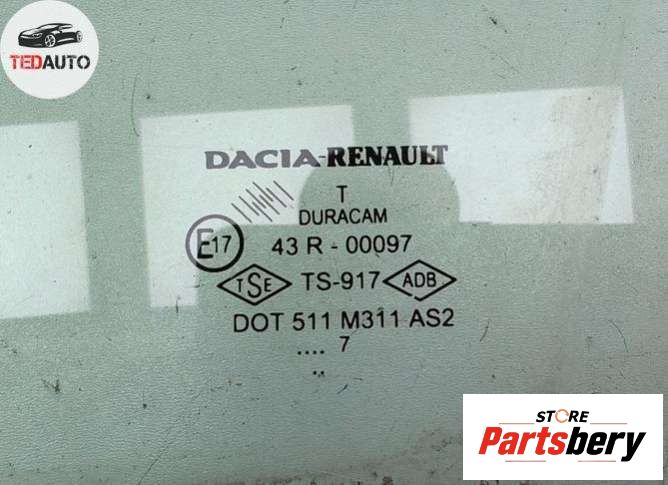 TEDAUTO
DACIA-RENAULT
T
DURACAM
E17
43 R - 00097
TSE
TS-917
ADB
DOT 511 M311 AS2
.... 7
..
STORE
Partsbery